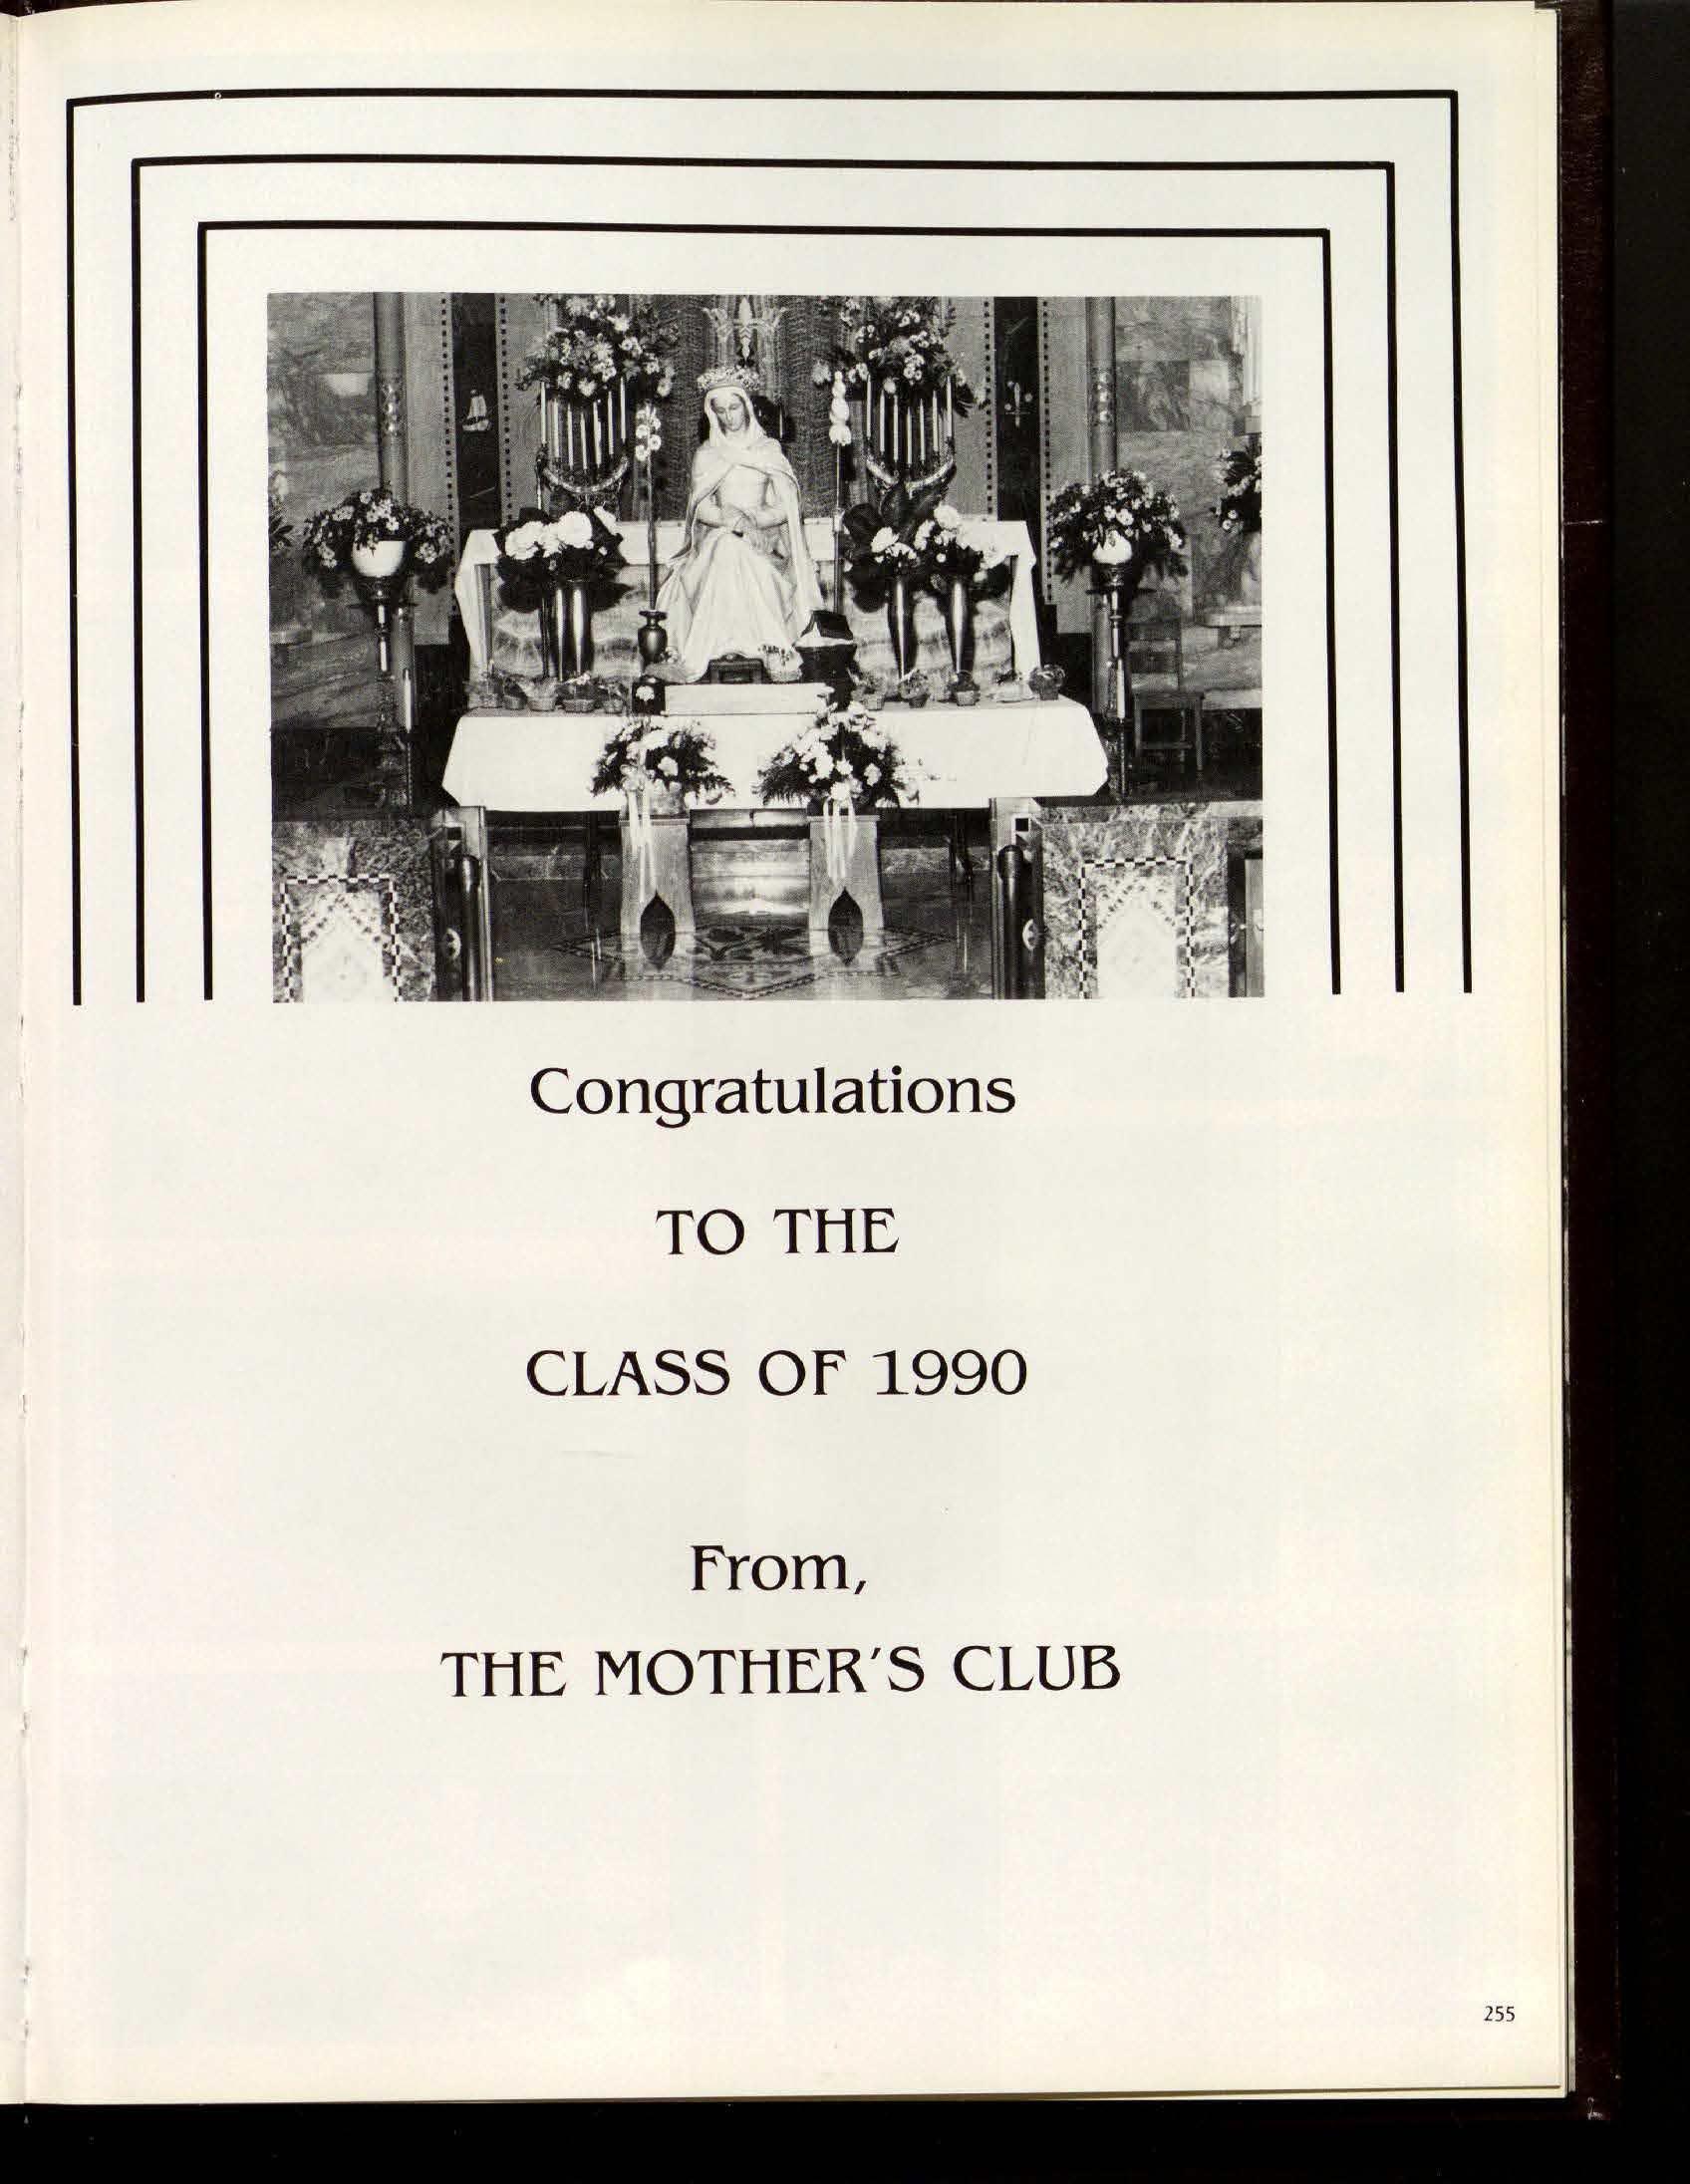 Congratulations
TO THE
CLASS OF 1990
From,
THE MOTHER'S CLUB
255